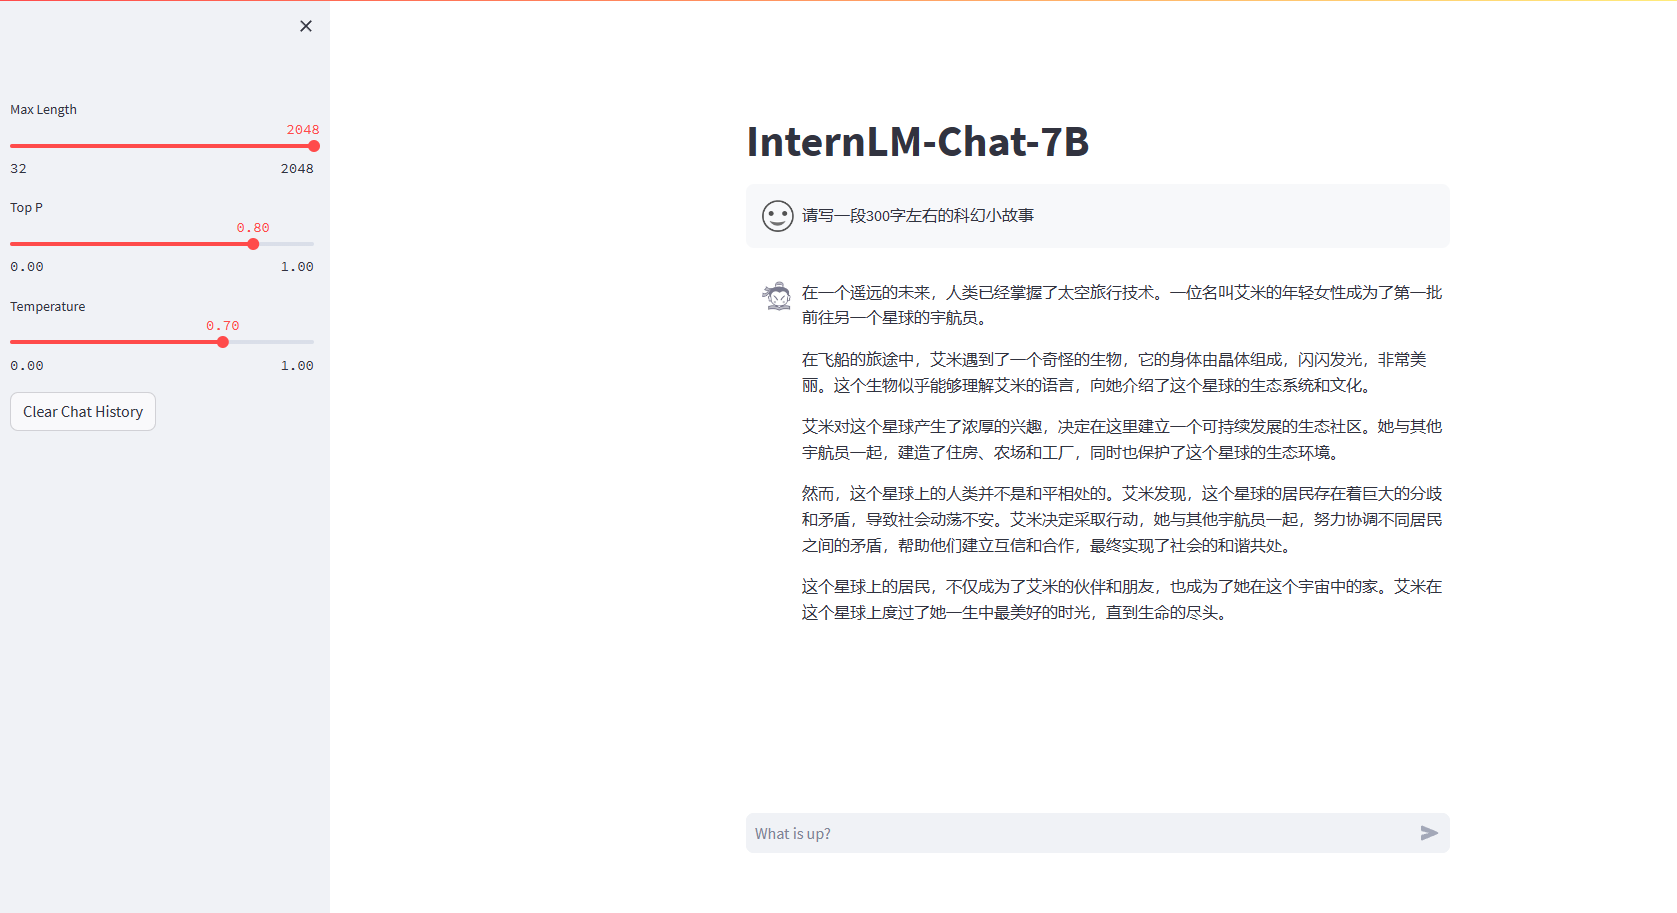 Max Length
2048
32 2048
Top P
0.80
0.00 1.00
Temperature
0.70
0.00 1.00
Clear Chat History
InternLM-Chat-7B
请写一段300字左右的科幻小故事
在一个遥远的未来，人类已经掌握了太空旅行技术。一位名叫艾米的年轻女性成为了第一批
前往另一个星球的宇航员。
在飞船的旅途中，艾米遇到了一个奇怪的生物，它的身体由晶体组成，闪闪发光，非常美
丽。这个生物似乎能够理解艾米的语言，向她介绍了这个星球的生态系统和文化。
艾米对这个星球产生了浓厚的兴趣，决定在这里建立一个可持续发展的生态社区。她与其他
宇航员一起，建造了住房、农场和工厂，同时也保护了这个星球的生态环境。
然而，这个星球上的人类并不是和平相处的。艾米发现，这个星球的居民存在着巨大的分歧
和矛盾，导致社会动荡不安。艾米决定采取行动，她与其他宇航员一起，努力协调不同居民
之间的矛盾，帮助他们建立互信和合作，最终实现了社会的和谐共处。
这个星球上的居民，不仅成为了艾米的伙伴和朋友，也成为了她在这个宇宙中的家。艾米在
这个星球上度过了她一生中最美好的时光，直到生命的尽头。
What is up?